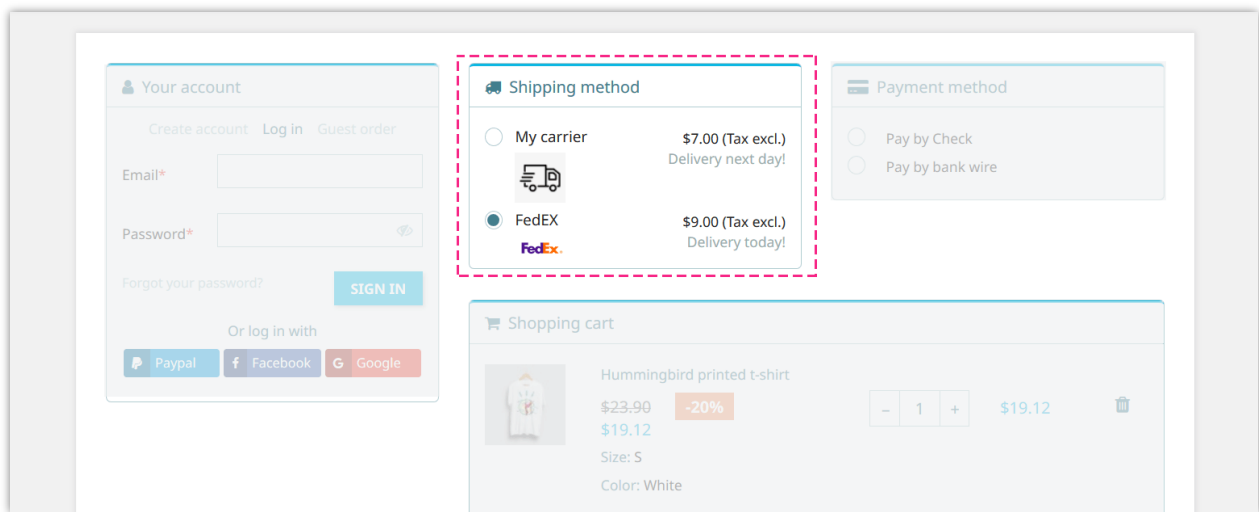 Your account
Create account Log in Guest order
Email*
Password*
Forgot your password?
SIGN IN
Or log in with
Paypal
Facebook
G Google
Shipping method
My carrier
$7.00 (Tax excl.)
Delivery next day!
FedEX
$9.00 (Tax excl.)
FedEx.
Delivery today!
Payment method
Pay by Check
Pay by bank wire
Shopping cart
Hummingbird printed t-shirt
$23.90 -20%
$19.12
Size: S
Color: White
– 1 + $19.12